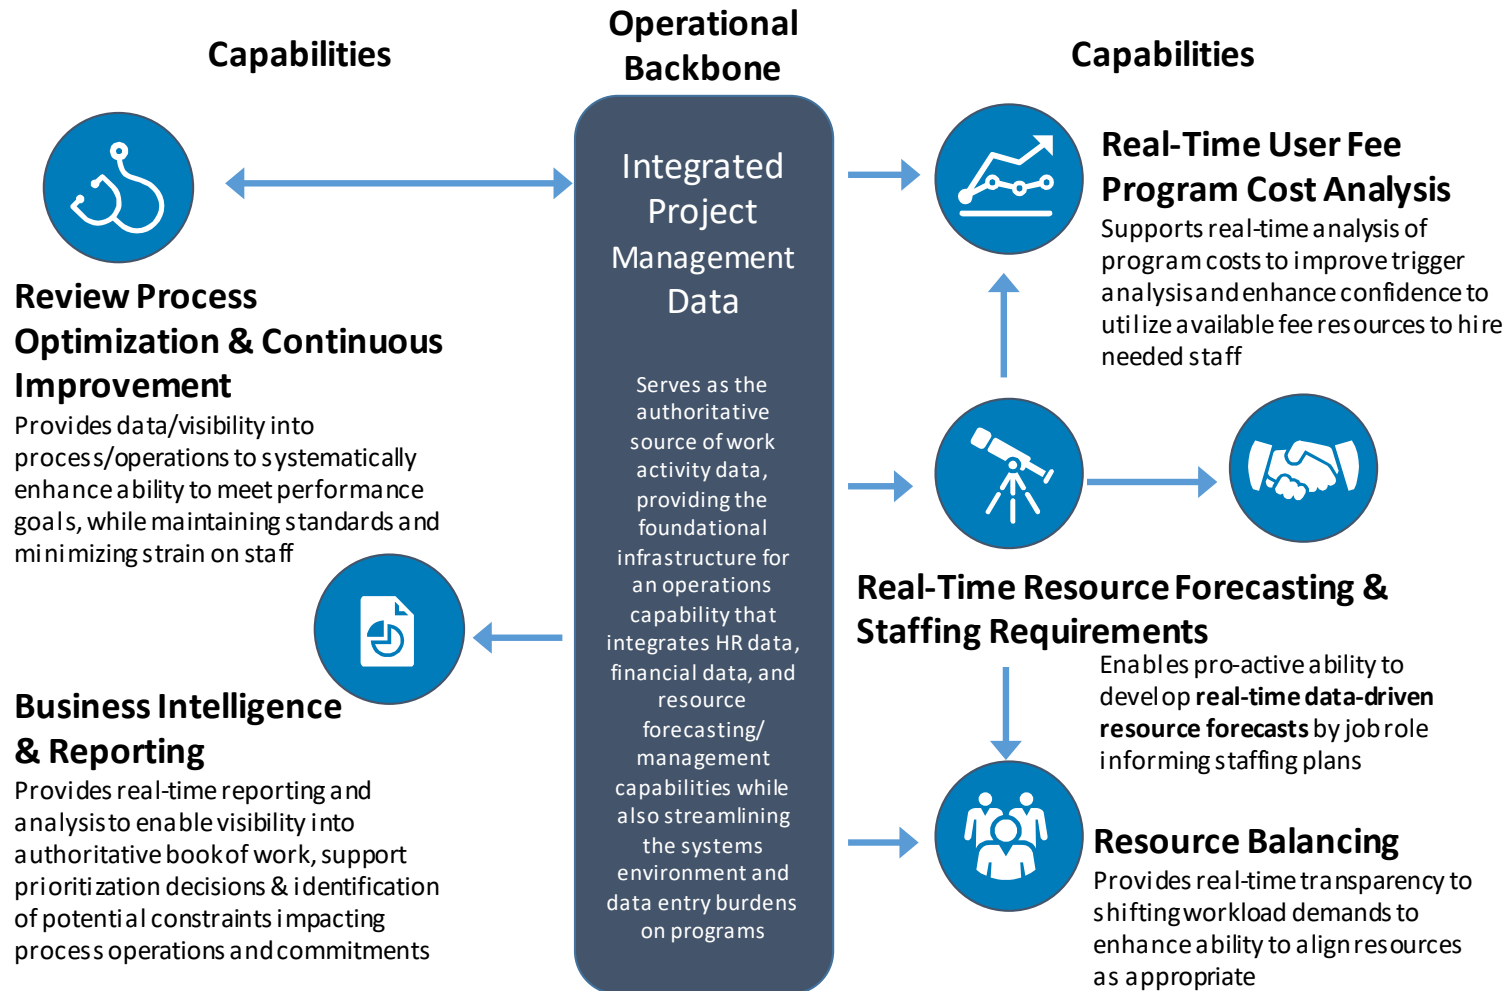 Capabilities
Operational
Backbone
Capabilities
Review Process
Optimization & Continuous
Improvement
Provides data/visibility into
process/operations to systematically
enhance ability to meet performance
goals, while maintaining standards and
minimizing strain on staff
Business Intelligence
& Reporting
Provides real-time reporting and
analysis to enable visibility into
authoritative book of work, support
prioritization decisions & identification
of potential constraints impacting
process operations and commitments
Integrated
Project
Management
Data
Serves as the
authoritative
source of work
activity data,
providing the
foundational
infrastructure for
an operations
capability that
integrates HR data,
financial data, and
resource
forecasting/
management
capabilities while
also streamlining
the systems
environment and
data entry burdens
on programs
Real-Time User Fee
Program Cost Analysis
Supports real-time analysis of
program costs to improve trigger
analysis and enhance confidence to
utilize available fee resources to hire
needed staff
Real-Time Resource Forecasting &
Staffing Requirements
Enables pro-active ability to
develop real-time data-driven
resource forecasts by job role
informing staffing plans
Resource Balancing
Provides real-time transparency to
shifting workload demands to
enhance ability to align resources
as appropriate